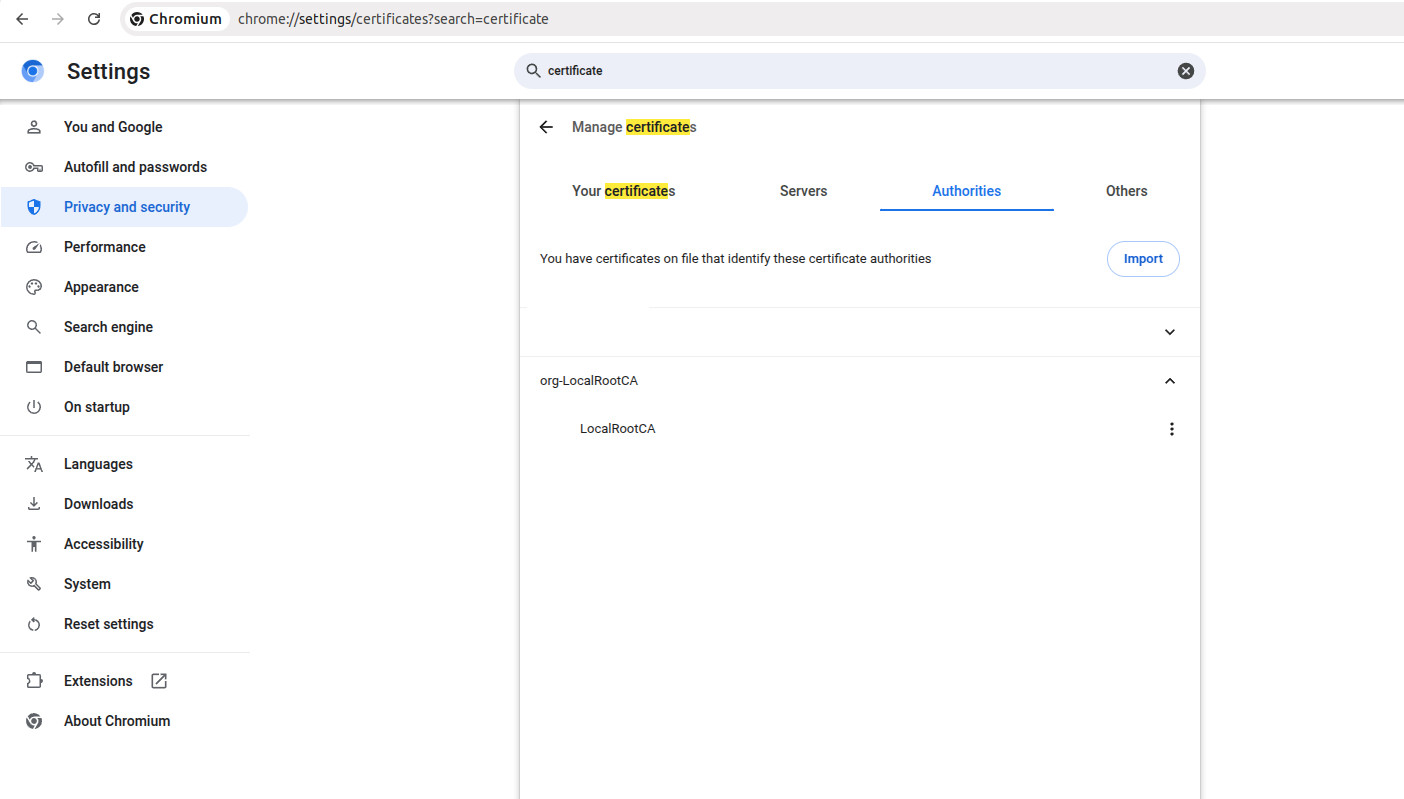 Chromium chrome://settings/certificates?search=certificate
Settings
certificate
You and Google
Autofill and passwords
Privacy and security
Performance
Appearance
Search engine
Default browser
On startup
Languages
Downloads
Accessibility
System
Reset settings
Extensions
About Chromium
Manage certificates
Your certificates Servers Authorities Others
You have certificates on file that identify these certificate authorities Import
org-LocalRootCA
LocalRootCA